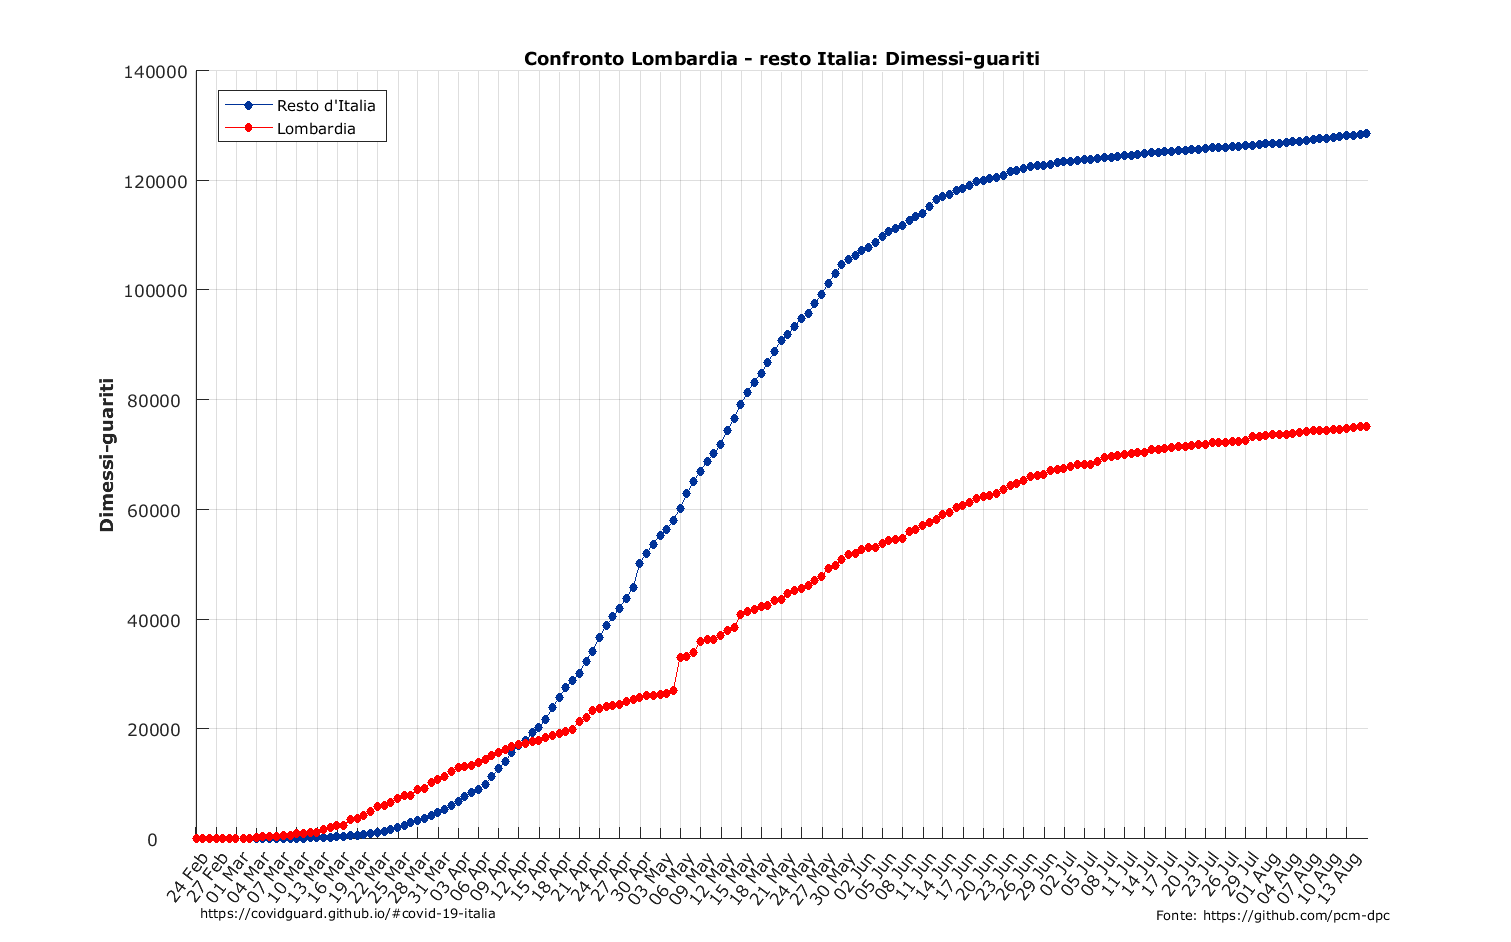 Confronto Lombardia - resto Italia: Dimessi-guariti
140000
120000
100000
80000
60000
40000
20000
0
Dimessi-guariti
Resto d'Italia
Lombardia
24 Feb
27 Feb
01 Mar
04 Mar
07 Mar
10 Mar
13 Mar
16 Mar
19 Mar
22 Mar
25 Mar
28 Mar
31 Mar
03 Apr
06 Apr
09 Apr
12 Apr
15 Apr
18 Apr
21 Apr
24 Apr
27 Apr
30 Apr
03 May
06 May
09 May
12 May
15 May
18 May
21 May
24 May
27 May
30 May
02 Jun
05 Jun
08 Jun
11 Jun
14 Jun
17 Jun
20 Jun
23 Jun
26 Jun
29 Jun
02 Jul
05 Jul
08 Jul
11 Jul
14 Jul
17 Jul
20 Jul
23 Jul
26 Jul
29 Jul
01 Aug
04 Aug
07 Aug
10 Aug
13 Aug
https://covidguard.github.io/#covid-19-italia
Fonte: https://github.com/pcm-dpc